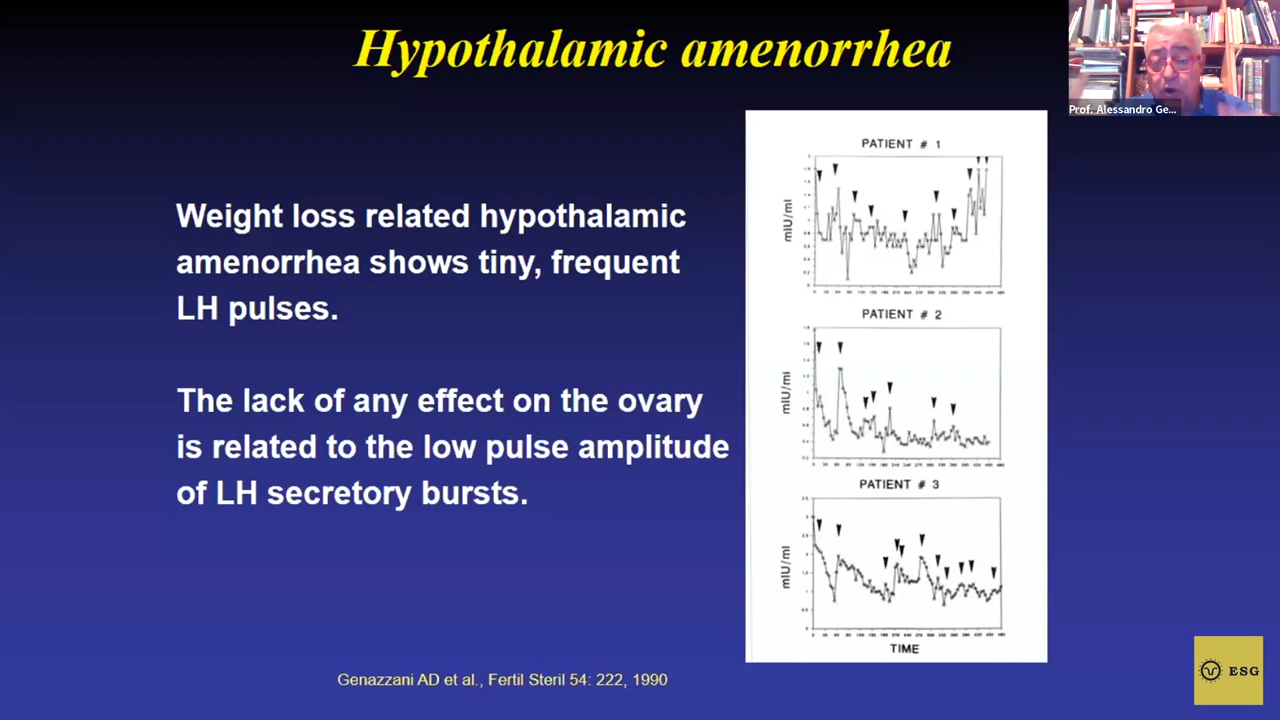 Hypothalamic amenorrhea
Prof. Alessandro Ge...
Weight loss related hypothalamic
amenorrhea shows tiny, frequent
LH pulses.
The lack of any effect on the ovary
is related to the low pulse amplitude
of LH secretory bursts.
PATIENT # 1
mIU/ml
PATIENT # 2
mIU/ml
PATIENT # 3
mIU/ml
TIME
Genazzani AD et al., Fertil Steril 54: 222, 1990
ESG